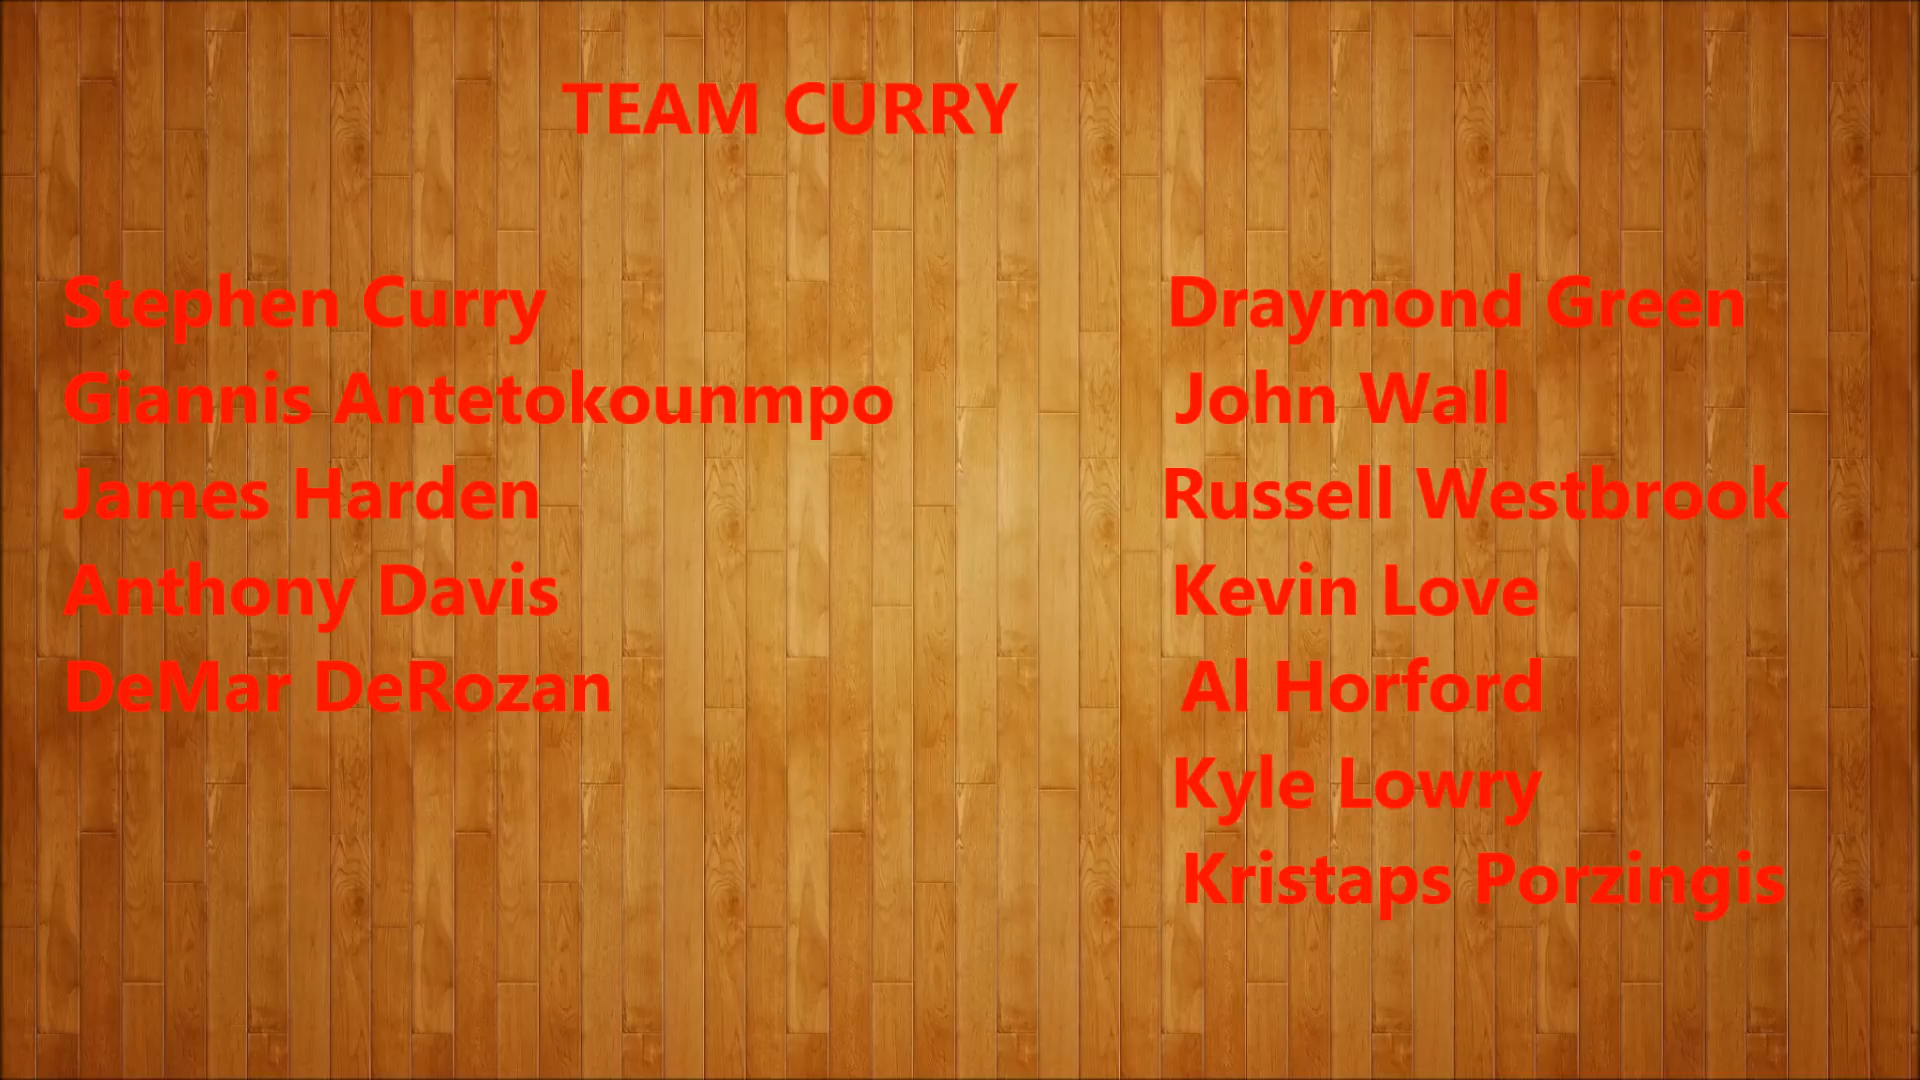 TEAM CURRY
Stephen Curry
Giannis Antetokounmpo
James Harden
Anthony Davis
DeMar DeRozan
Draymond Green
John Wall
Russell Westbrook
Kevin Love
Al Horford
Kyle Lowry
Kristaps Porzingis